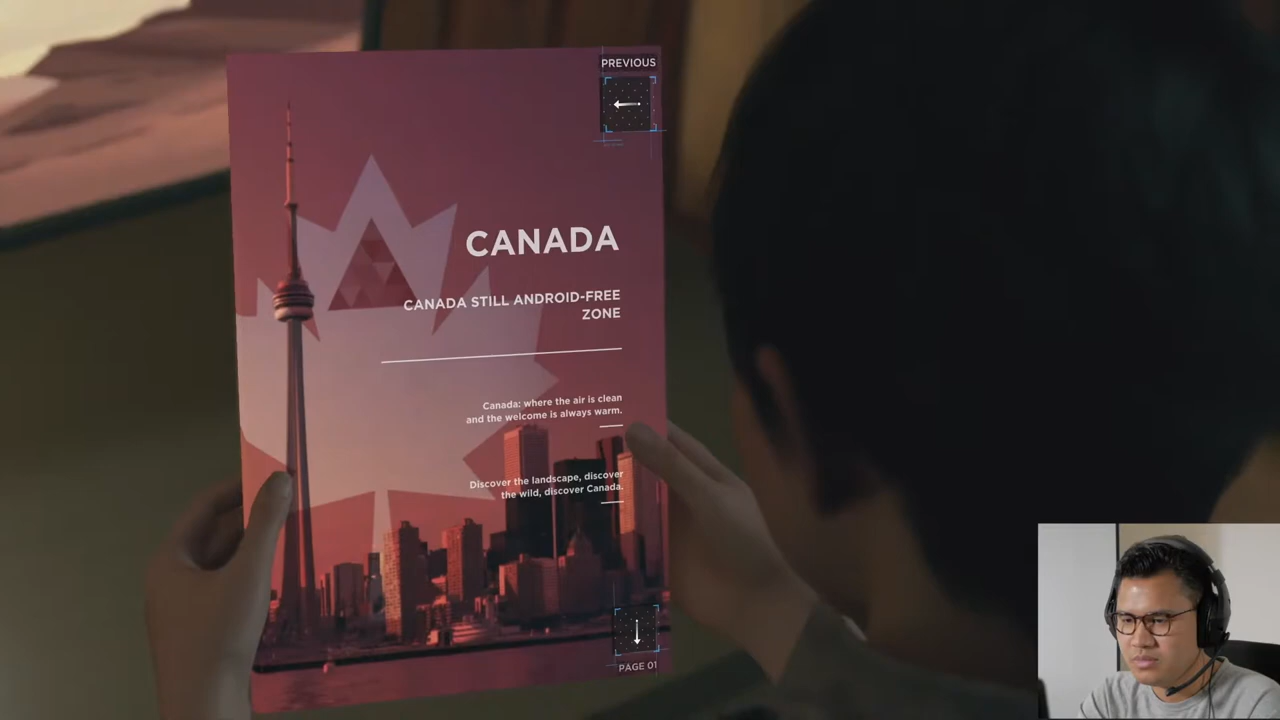 PREVIOUS
CANADA
CANADA STILL ANDROID-FREE
ZONE
Canada: where the air is clean
and the welcome is always warm.
Discover the landscape, discover
the wild, discover Canada.
PAGE 01